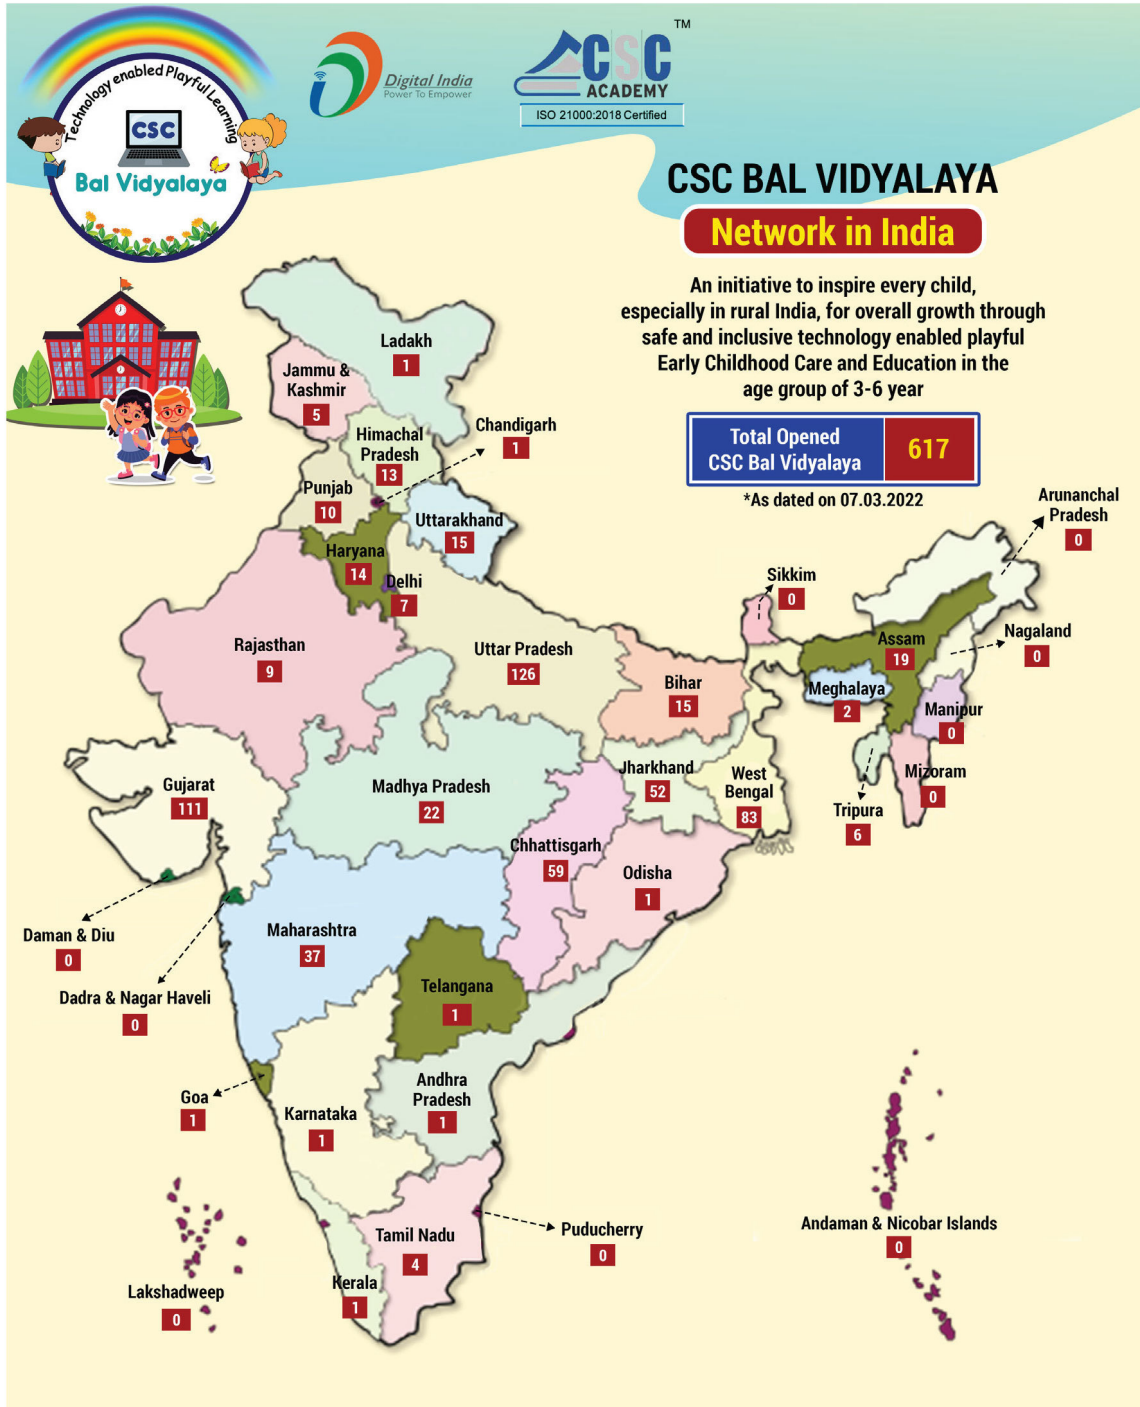 Technology enabled Playful Learning
CSC
Bal Vidyalaya
Digital India
Power To Empower
TM
CSC
ACADEMY
ISO 21000:2018 Certified
CSC BAL VIDYALAYA
Network in India
An initiative to inspire every child,
especially in rural India, for overall growth through
safe and inclusive technology enabled playful
Early Childhood Care and Education in the
age group of 3-6 year
Total Opened
CSC Bal Vidyalaya
617
*As dated on 07.03.2022
Ladakh
1
Jammu &
Kashmir
5
Himachal
Pradesh
13
Chandigarh
1
Punjab
10
Uttarakhand
15
Haryana
14
Delhi
7
Arunanchal
Pradesh
0
Sikkim
0
Rajasthan
9
Uttar Pradesh
126
Bihar
15
Assam
19
Nagaland
0
Meghalaya
2
Manipur
0
Gujarat
111
Madhya Pradesh
22
Jharkhand
52
West
Bengal
83
Mizoram
0
Tripura
6
Chhattisgarh
59
Odisha
1
Daman & Diu
0
Maharashtra
37
Dadra & Nagar Haveli
0
Telangana
1
Goa
1
Karnataka
1
Andhra
Pradesh
1
Tamil Nadu
4
Puducherry
0
Andaman & Nicobar Islands
0
Lakshadweep
0
Kerala
1